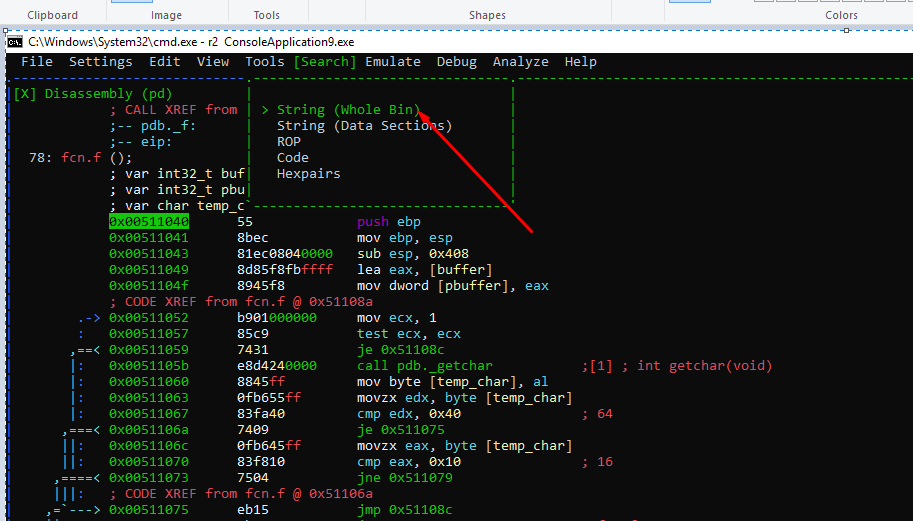 Clipboard Image Tools Shapes Colors
C:\Windows\System32\cmd.exe - r2 ConsoleApplication9.exe
File Settings Edit View Tools [Search] Emulate Debug Analyze Help
[X] Disassembly (pd)
; CALL XREF from > String (Whole Bin)
;-- pdb._f: String (Data Sections)
;-- eip: ROP
78: fcn.f (); Code
; var int32_t buf Hexpairs
; var int32_t pbu
; var char temp_c
0x00511040 55 push ebp
0x00511041 8bec mov ebp, esp
0x00511043 81ec08040000 sub esp, 0x408
0x00511049 8d85f8fbffff lea eax, [buffer]
0x0051104f 8945f8 mov dword [pbuffer], eax
; CODE XREF from fcn.f @ 0x51108a
.-> 0x00511052 b901000000 mov ecx, 1
: 0x00511057 85c9 test ecx, ecx
,==< 0x00511059 7431 je 0x51108c
|: 0x0051105b e8d4240000 call pdb._getchar ;[1] ; int getchar(void)
|: 0x00511060 8845ff mov byte [temp_char], al
|: 0x00511063 0fb655ff movzx edx, byte [temp_char]
|: 0x00511067 83fa40 cmp edx, 0x40 ; 64
,===< 0x0051106a 7409 je 0x511075
||: 0x0051106c 0fb645ff movzx eax, byte [temp_char]
||: 0x00511070 83f810 cmp eax, 0x10 ; 16
,====< 0x00511073 7504 jne 0x511079
|||: ; CODE XREF from fcn.f @ 0x51106a
,=`---> 0x00511075 eb15 jmp 0x51108c